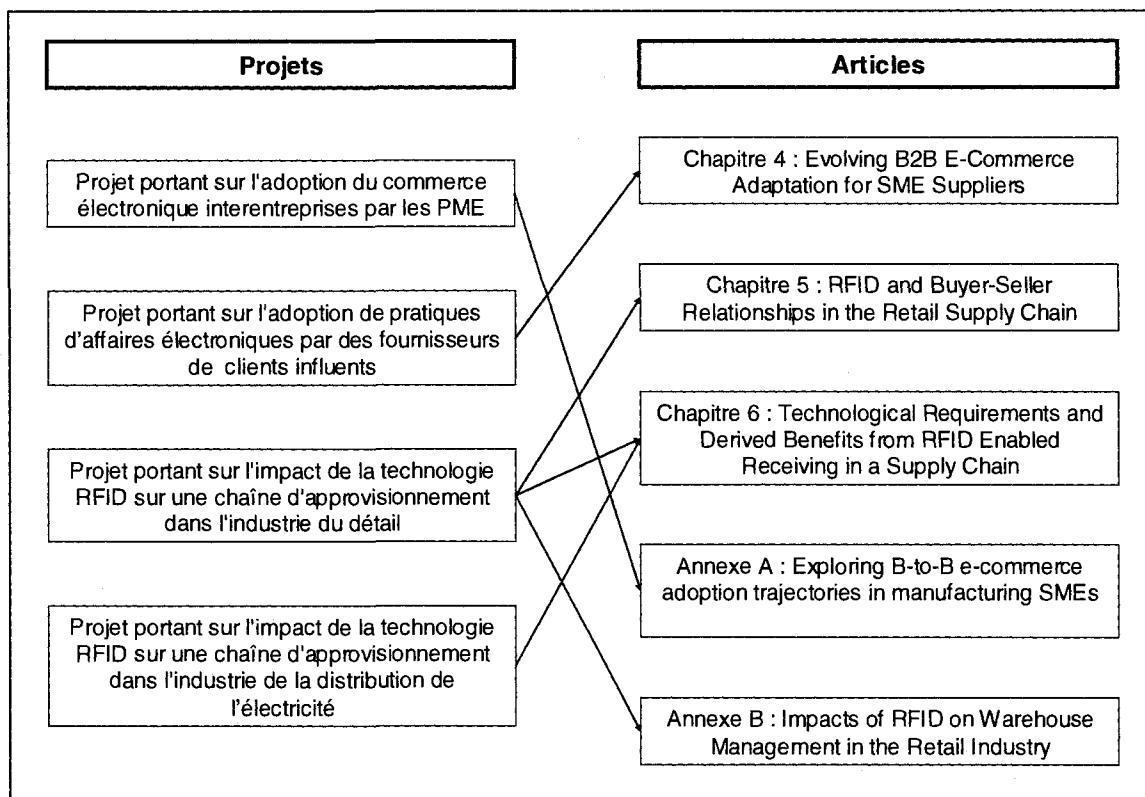 Projets
Projet portant sur l'adoption du commerce
électronique interentreprises par les PME
Projet portant sur l'adoption de pratiques
d'affaires électroniques par des fournisseurs
de clients influents
Projet portant sur l'impact de la technologie
RFID sur une chaîne d'approvisionnement
dans l'industrie du détail
Projet portant sur l'impact de la technologie
RFID sur une chaîne d'approvisionnement
dans l'industrie de la distribution de
l'électricité
Articles
Chapitre 4 : Evolving B2B E-Commerce
Adaptation for SME Suppliers
Chapitre 5 : RFID and Buyer-Seller
Relationships in the Retail Supply Chain
Chapitre 6 : Technological Requirements and
Derived Benefits from RFID Enabled
Receiving in a Supply Chain
Annexe A : Exploring B-to-B e-commerce
adoption trajectories in manufacturing SMEs
Annexe B : Impacts of RFID on Warehouse
Management in the Retail Industry